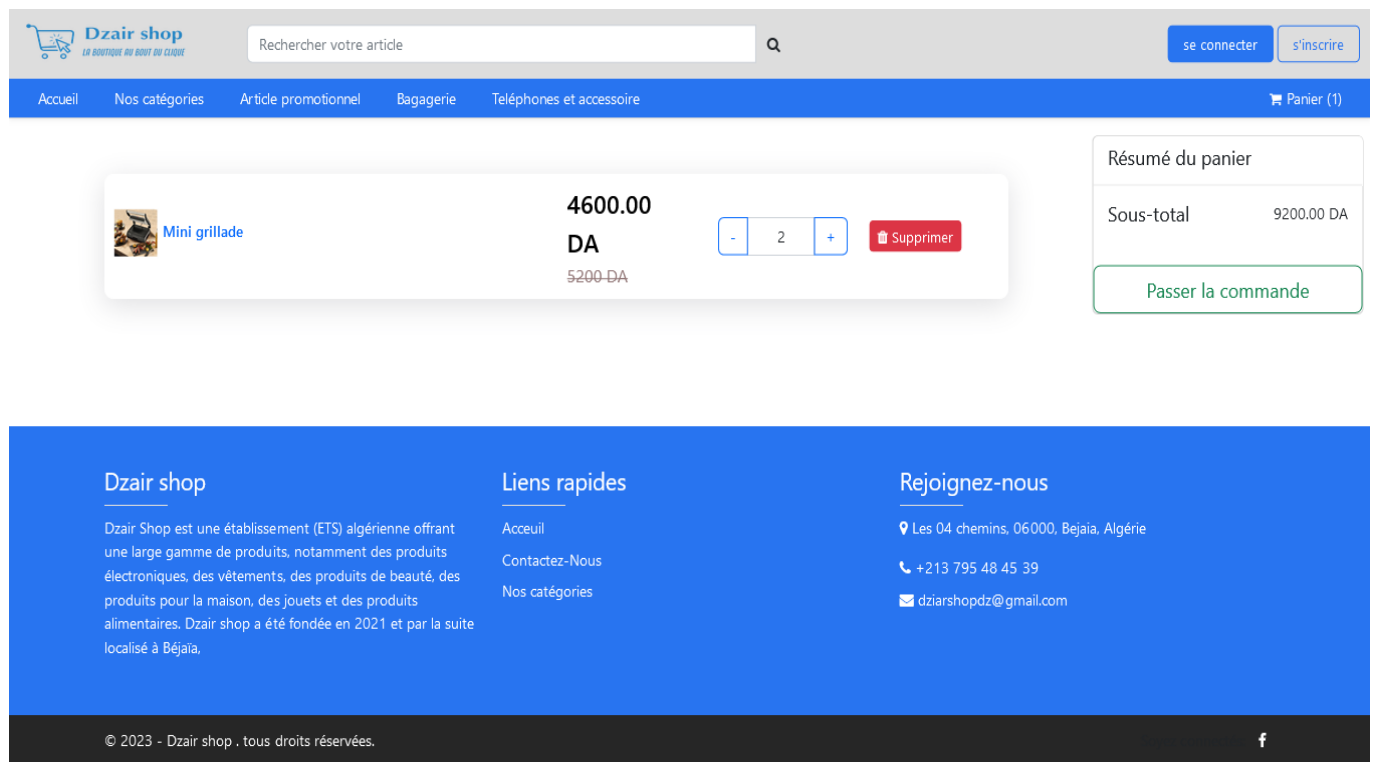 Dzair shop
LA BOUTIQUE AU BOUT DU CLIQUE
Rechercher votre article
se connecter
s'inscrire
Accueil
Nos catégories
Article promotionnel
Bagagerie
Teléphones et accessoire
Panier (1)
Mini grillade
4600.00
DA
5200 DA
-
2
+
Supprimer
Résumé du panier
Sous-total
9200.00 DA
Passer la commande
Dzair shop
Dzair Shop est une établissement (ETS) algérienne offrant
une large gamme de produits, notamment des produits
électroniques, des vêtements, des produits de beauté, des
produits pour la maison, des jouets et des produits
alimentaires. Dzair shop a été fondée en 2021 et par la suite
localisé à Béjaïa,
Liens rapides
Acceuil
Contactez-Nous
Nos catégories
Rejoignez-nous
Les 04 chemins, 06000, Bejaia, Algérie
+213 795 48 45 39
dziarshopdz@gmail.com
© 2023 - Dzair shop . tous droits réservées.